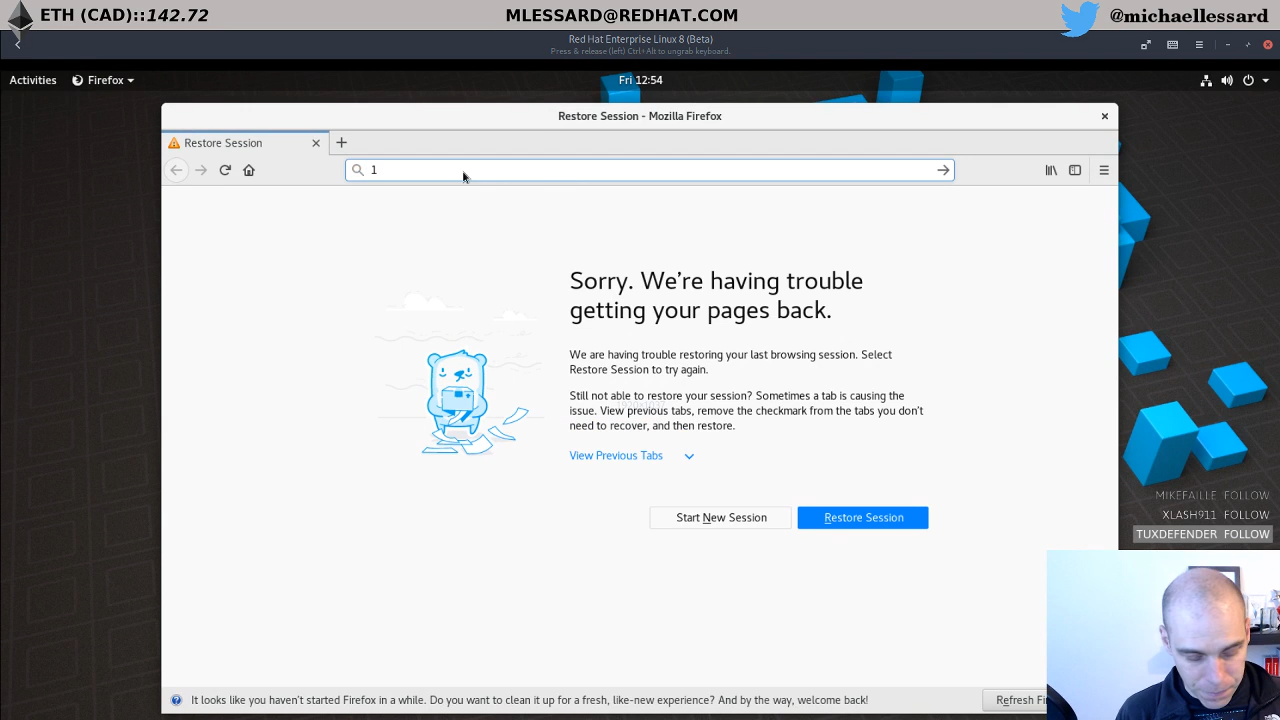 ETH (CAD)::142.72
MLESSARD@REDHAT.COM
@michaellessard
Red Hat Enterprise Linux 8 (Beta)
Press & release (left) Ctrl+Alt to ungrab keyboard.
Activities
Firefox
Fri 12:54
Restore Session - Mozilla Firefox
Restore Session
1
Sorry. We’re having trouble
getting your pages back.
We are having trouble restoring your last browsing session. Select
Restore Session to try again.
Still not able to restore your session? Sometimes a tab is causing the
issue. View previous tabs, remove the checkmark from the tabs you don’t
need to recover, and then restore.
View Previous Tabs
Start New Session
Restore Session
MIKEFAILLE FOLLOW
XLASH911 FOLLOW
TUXDEFENDER FOLLOW
It looks like you haven’t started Firefox in a while. Do you want to clean it up for a fresh, like-new experience? And by the way, welcome back!
Refresh Fi